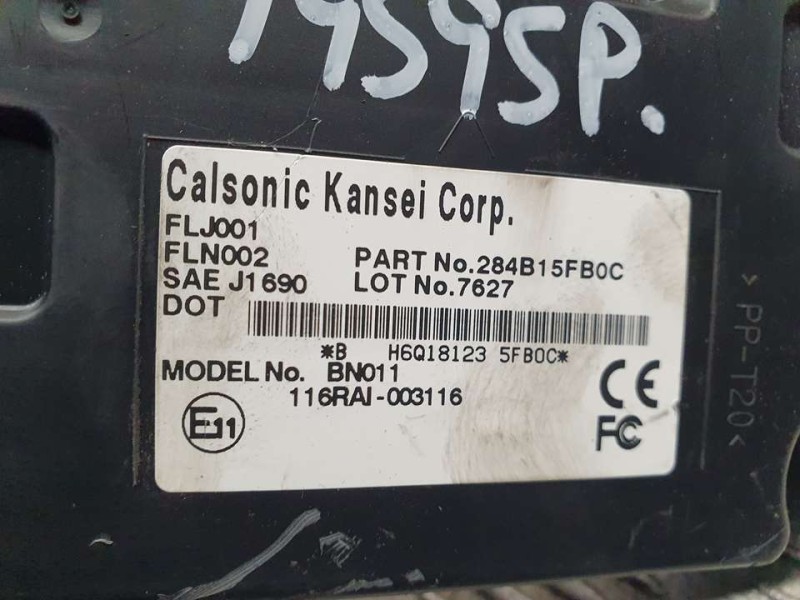 19595P.
Calsonic Kansei Corp.
FLJ001
FLN002 PART No.284B15FB0C
SAE J1690 LOT No.7627
DOT
*B H6Q18123 5FB0C*
MODEL No. BN011
116RAI-003116
E11
CE
FC
>PP-T20<